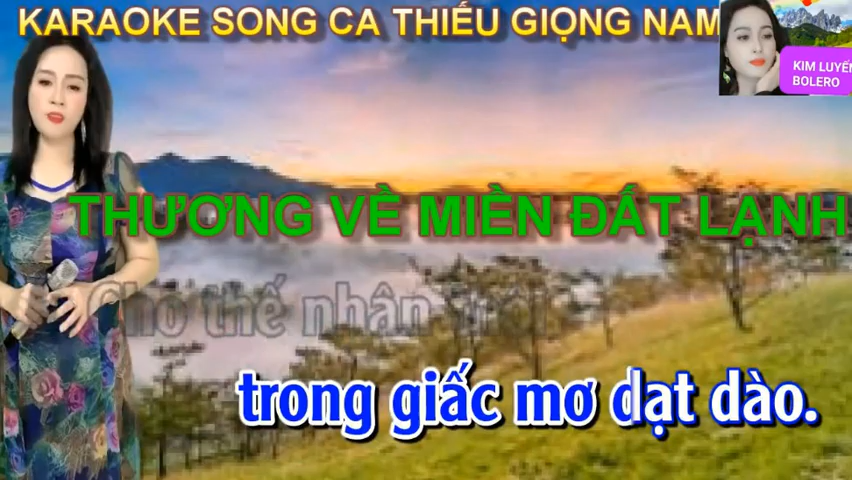 KARAOKE SONG CA THIẾU GIỌNG NAM
KIM LUYẾN
BOLERO
THƯƠNG VỀ MIỀN ĐẤT LẠNH
Cho thế nhân
trong giấc mơ dạt dào.